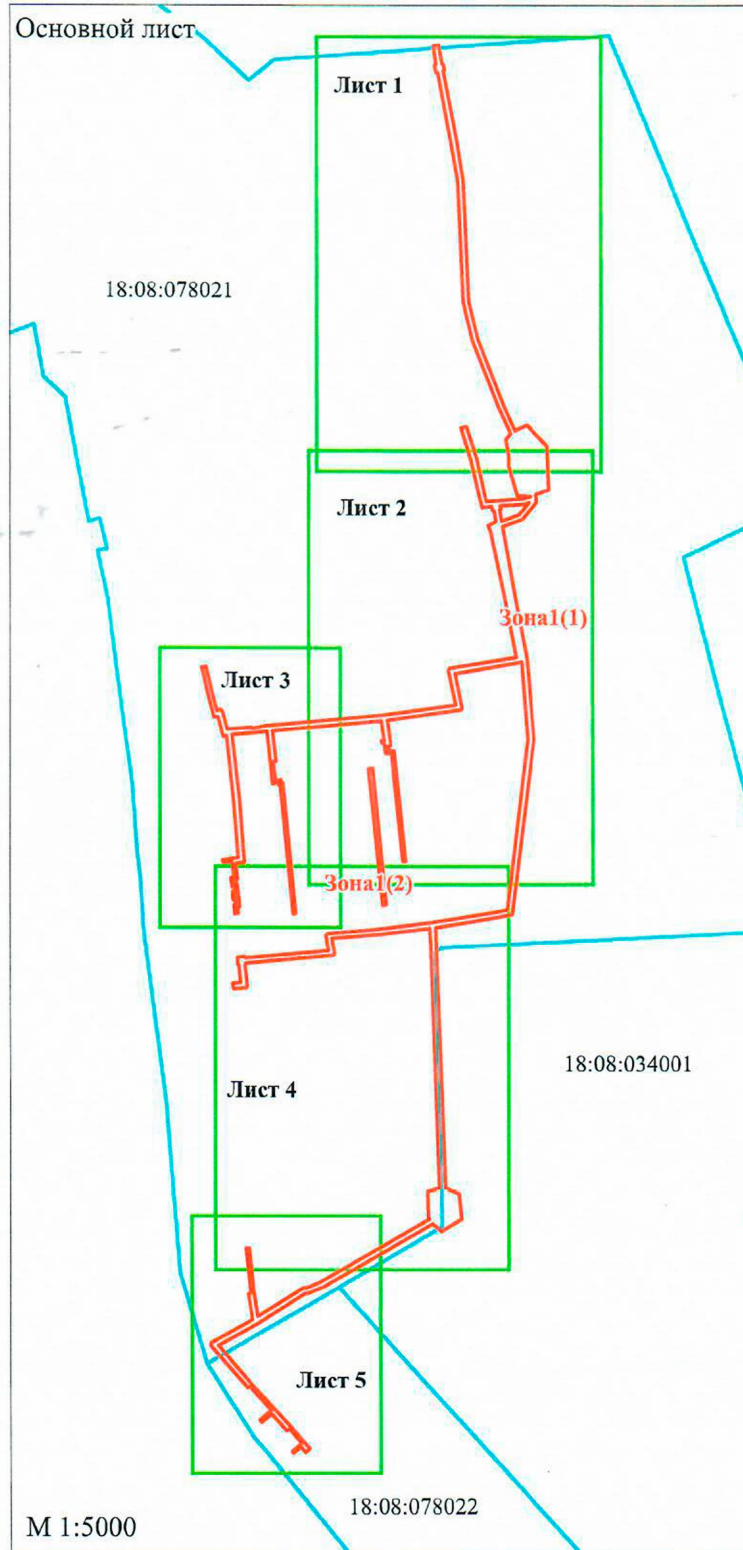 Основной лист
Лист 1
18:08:078021
Лист 2
Зона1(1)
Лист 3
Зона1(2)
18:08:034001
Лист 4
Лист 5
18:08:078022
М 1:5000